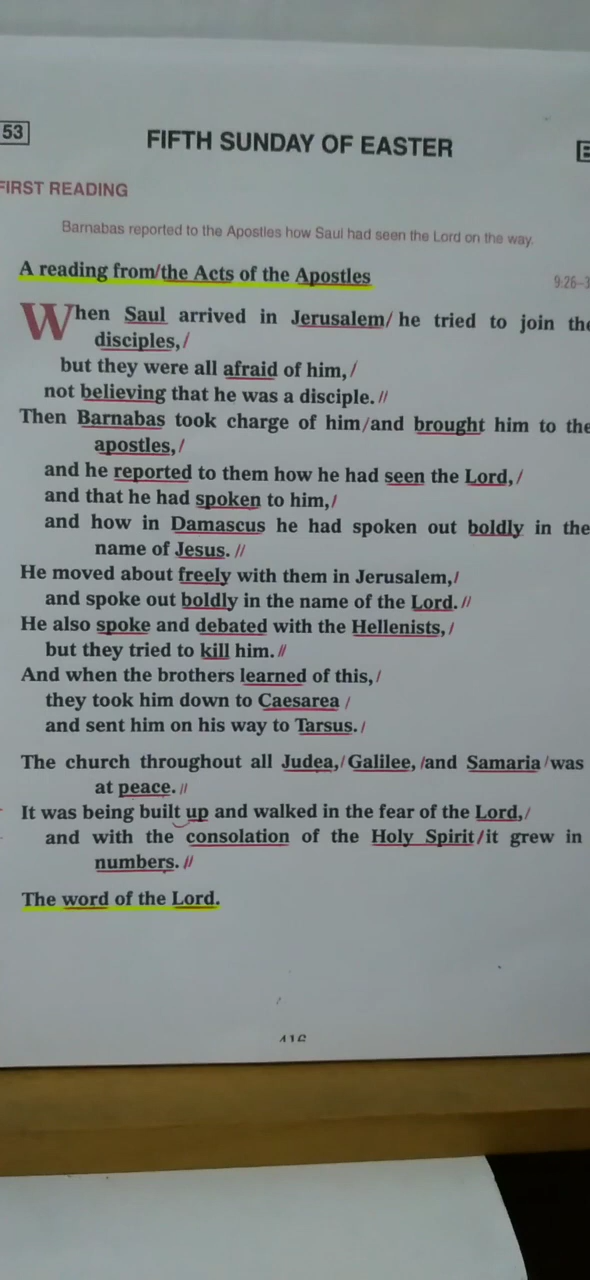 53
FIFTH SUNDAY OF EASTER
FIRST READING
Barnabas reported to the Apostles how Saul had seen the Lord on the way.
A reading from/the Acts of the Apostles
9:26–3
When Saul arrived in Jerusalem/ he tried to join the
disciples,/
but they were all afraid of him,/
not believing that he was a disciple.//
Then Barnabas took charge of him/and brought him to the
apostles,/
and he reported to them how he had seen the Lord,/
and that he had spoken to him,/
and how in Damascus he had spoken out boldly in the
name of Jesus.//
He moved about freely with them in Jerusalem,/
and spoke out boldly in the name of the Lord.//
He also spoke and debated with the Hellenists,/
but they tried to kill him.//
And when the brothers learned of this,/
they took him down to Caesarea /
and sent him on his way to Tarsus./
The church throughout all Judea,/Galilee, /and Samaria/was
at peace.//
It was being built up and walked in the fear of the Lord,/
and with the consolation of the Holy Spirit/it grew in
numbers.//
The word of the Lord.